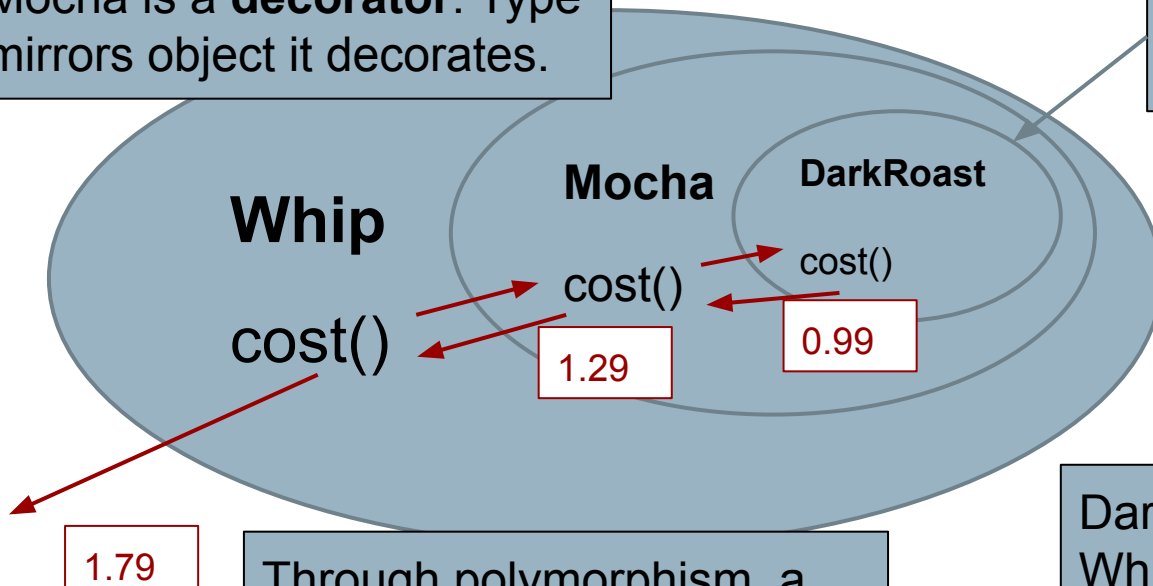 Mocha is a decorator. Type
mirrors object it decorates.
Whip
Mocha
DarkRoast
cost()
cost()
cost()
1.29
0.99
1.79
Through polymorphism, a